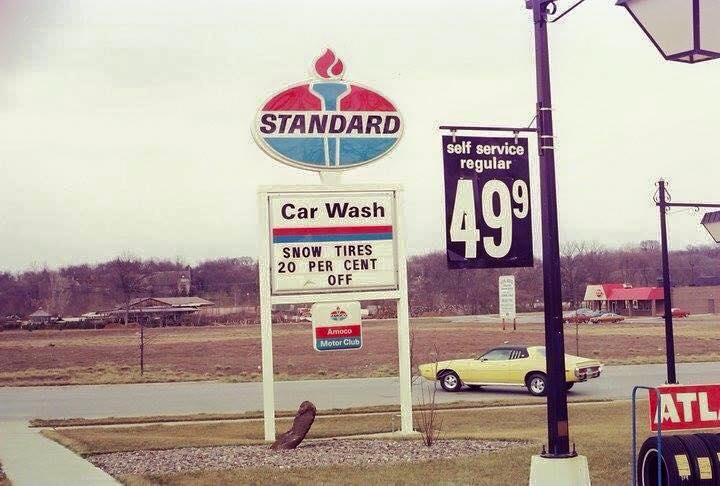 STANDARD
Car Wash
SNOW TIRES
20 PER CENT
OFF
Amoco
Motor Club
self service
regular
49 9
ATL